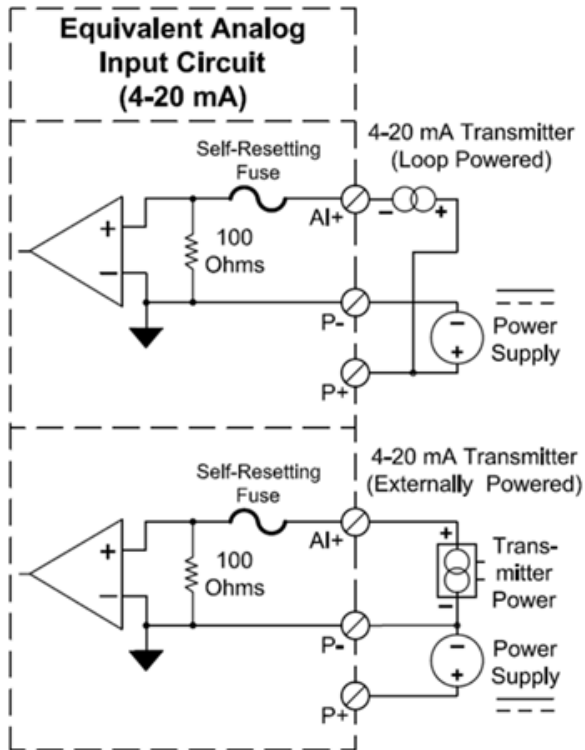 Equivalent Analog
Input Circuit
(4-20 mA)
4-20 mA Transmitter
(Loop Powered)
Self-Resetting
Fuse
AI+
- +
+
-
100
Ohms
P-
-
+
Power
Supply
P+
4-20 mA Transmitter
(Externally Powered)
Self-Resetting
Fuse
AI+
+
-
100
Ohms
+
-
Trans-
mitter
Power
P-
-
+
Power
Supply
P+